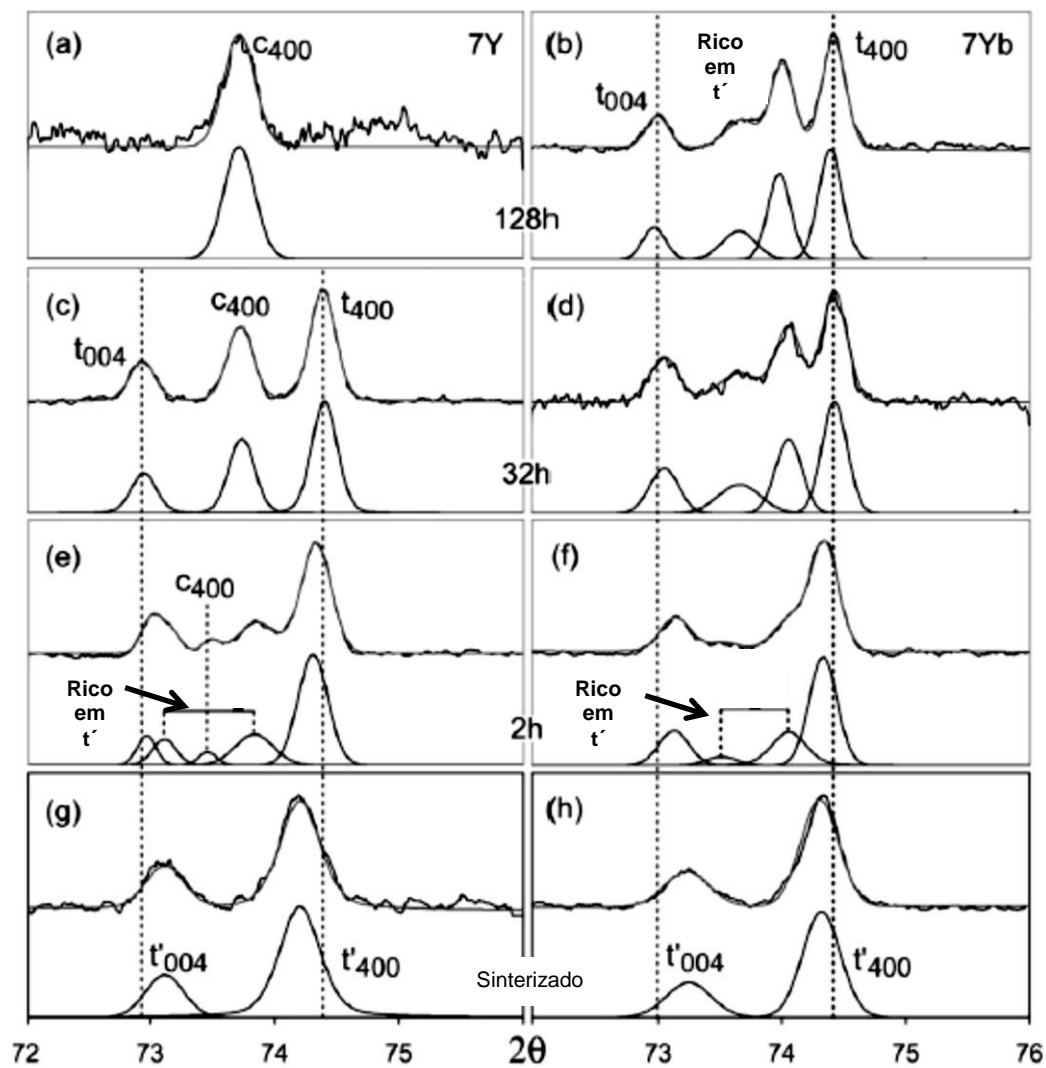 (a)
c400
7Y
(b)
Rico
em
t´
t400
7Yb
t004
128h
(c)
c400
t400
t004
(d)
32h
(e)
c400
Rico
em
t´
(f)
Rico
em
t´
2h
(g)
t'004
t'400
(h)
t'004
t'400
Sinterizado
72 73 74 75 2θ 73 74 75 76